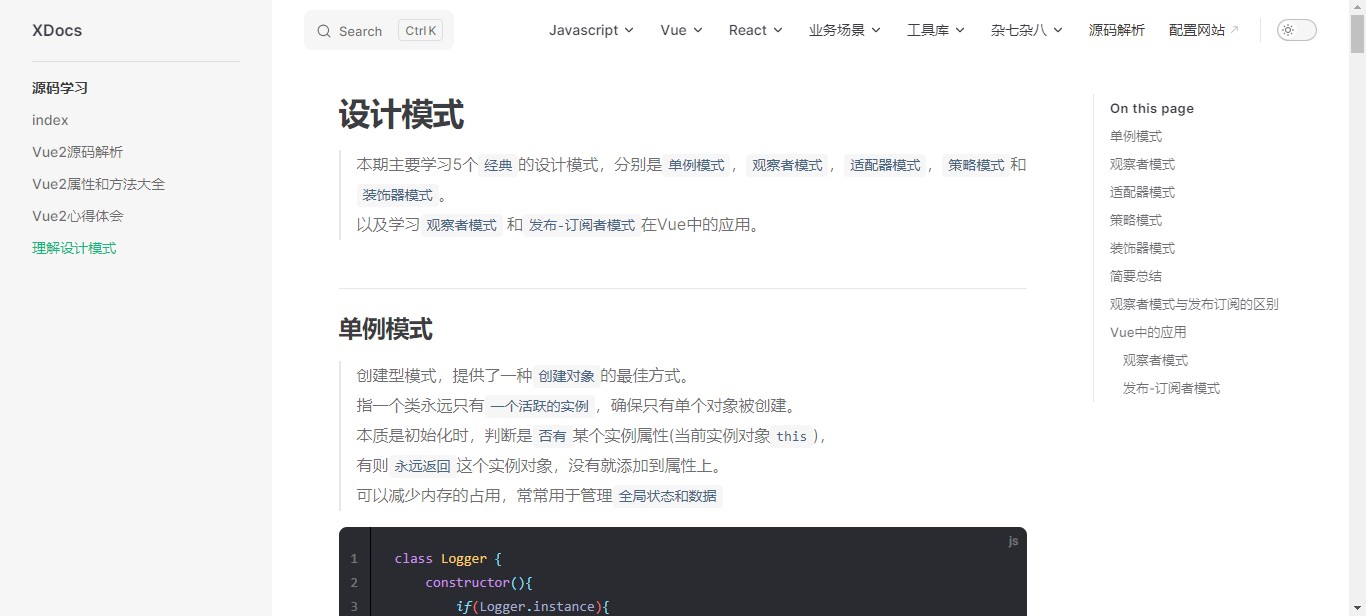 XDocs
Search Ctrl K
Javascript Vue React 业务场景 工具库 杂七杂八 源码解析 配置网站
源码学习
index
Vue2源码解析
Vue2属性和方法大全
Vue2心得体会
理解设计模式
设计模式
本期主要学习5个 经典 的设计模式，分别是 单例模式 ， 观察者模式 ， 适配器模式 ， 策略模式 和
装饰器模式 。
以及学习 观察者模式 和 发布-订阅者模式 在Vue中的应用。
单例模式
创建型模式，提供了一种 创建对象 的最佳方式。
指一个类永远只有 一个活跃的实例 ，确保只有单个对象被创建。
本质是初始化时，判断是 否有 某个实例属性(当前实例对象 this )，
有则 永远返回 这个实例对象，没有就添加到属性上。
可以减少内存的占用，常常用于管理 全局状态和数据
js
1 class Logger {
2 constructor(){
3 if(Logger.instance){
On this page
单例模式
观察者模式
适配器模式
策略模式
装饰器模式
简要总结
观察者模式与发布订阅的区别
Vue中的应用
观察者模式
发布-订阅者模式